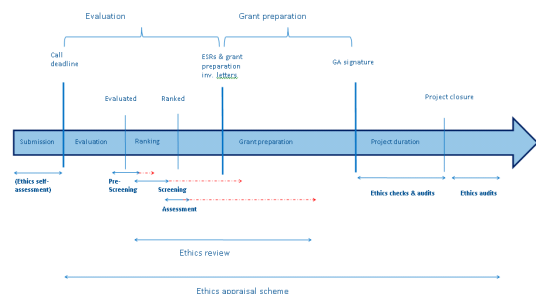 Evaluation
Grant preparation
Call
deadline
ESRs & grant
preparation
inv. letters
GA signature
Evaluated
Ranked
Project closure
Submission
Evaluation
Ranking
Grant preparation
Project duration
(Ethics self-
assessment)
Pre-
Screening
Screening
Assessment
Ethics checks & audits
Ethics audits
Ethics review
Ethics appraisal scheme